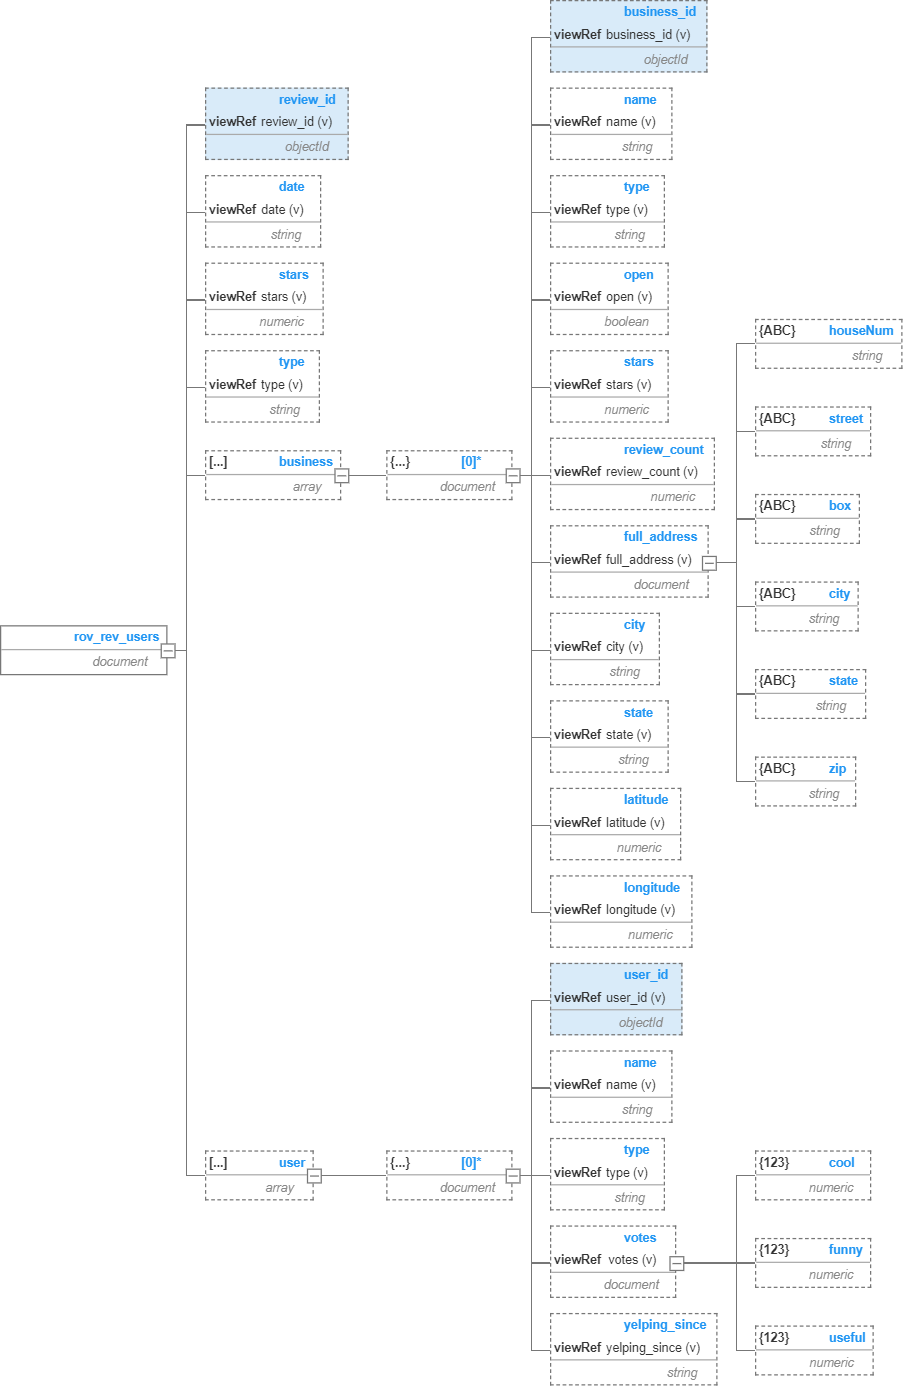 rov_rev_users
document
review_id
viewRef review_id (v)
objectId
date
viewRef date (v)
string
stars
viewRef stars (v)
numeric
type
viewRef type (v)
string
[...] business
array
{...} [0]*
document
business_id
viewRef business_id (v)
objectId
name
viewRef name (v)
string
type
viewRef type (v)
string
open
viewRef open (v)
boolean
stars
viewRef stars (v)
numeric
review_count
viewRef review_count (v)
numeric
full_address
viewRef full_address (v)
document
{ABC} houseNum
string
{ABC} street
string
{ABC} box
string
{ABC} city
string
{ABC} state
string
{ABC} zip
string
city
viewRef city (v)
string
state
viewRef state (v)
string
latitude
viewRef latitude (v)
numeric
longitude
viewRef longitude (v)
numeric
[...] user
array
{...} [0]*
document
user_id
viewRef user_id (v)
objectId
name
viewRef name (v)
string
type
viewRef type (v)
string
votes
viewRef votes (v)
document
{123} cool
numeric
{123} funny
numeric
{123} useful
numeric
yelping_since
viewRef yelping_since (v)
string